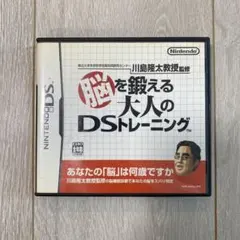 川島隆太教授監修
Nintendo
脳を鍛える
大人の
DSトレーニング
NINTENDO DS
あなたの「脳」は何歳ですか